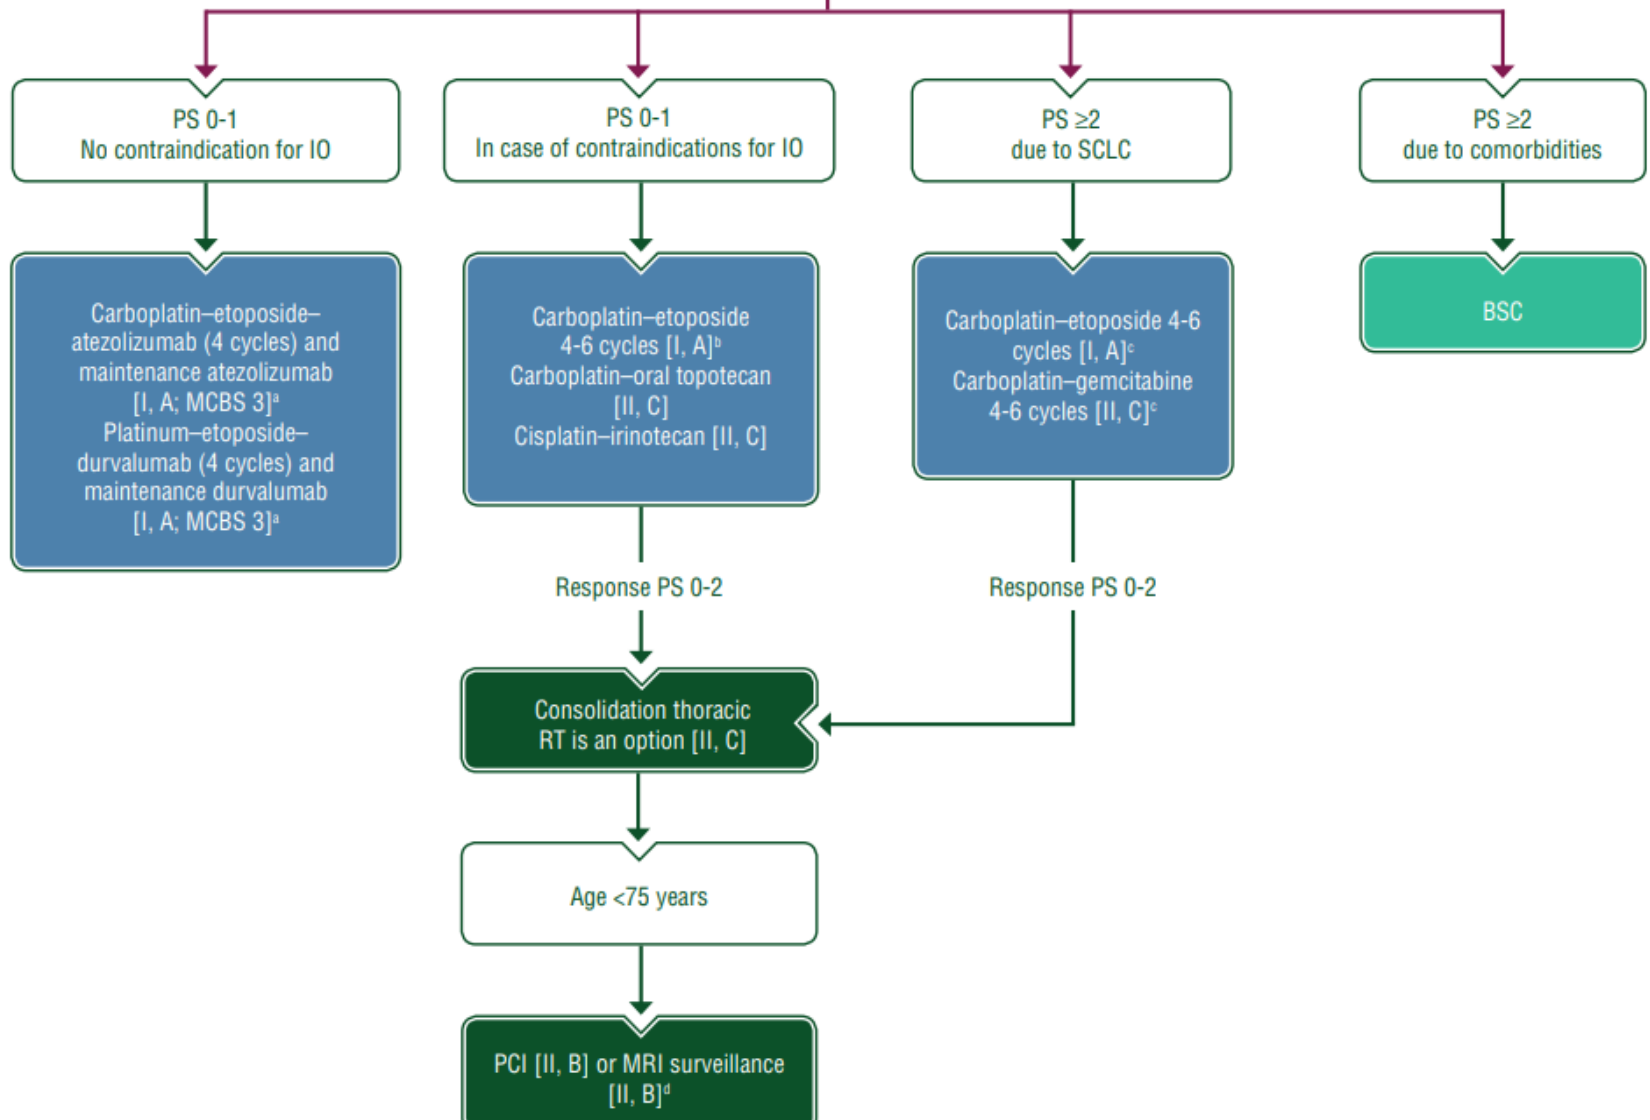 PS 0-1
No contraindication for IO
PS 0-1
In case of contraindications for IO
PS ≥2
due to SCLC
PS ≥2
due to comorbidities
Carboplatin–etoposide–
atezolizumab (4 cycles) and
maintenance atezolizumab
[I, A; MCBS 3]ᵃ
Platinum–etoposide–
durvalumab (4 cycles) and
maintenance durvalumab
[I, A; MCBS 3]ᵃ
Carboplatin–etoposide
4-6 cycles [I, A]ᵇ
Carboplatin–oral topotecan
[II, C]
Cisplatin–irinotecan [II, C]
Carboplatin–etoposide 4-6
cycles [I, A]ᶜ
Carboplatin–gemcitabine
4-6 cycles [II, C]ᶜ
BSC
Response PS 0-2
Response PS 0-2
Consolidation thoracic
RT is an option [II, C]
Age <75 years
PCI [II, B] or MRI surveillance
[II, B]ᵈ